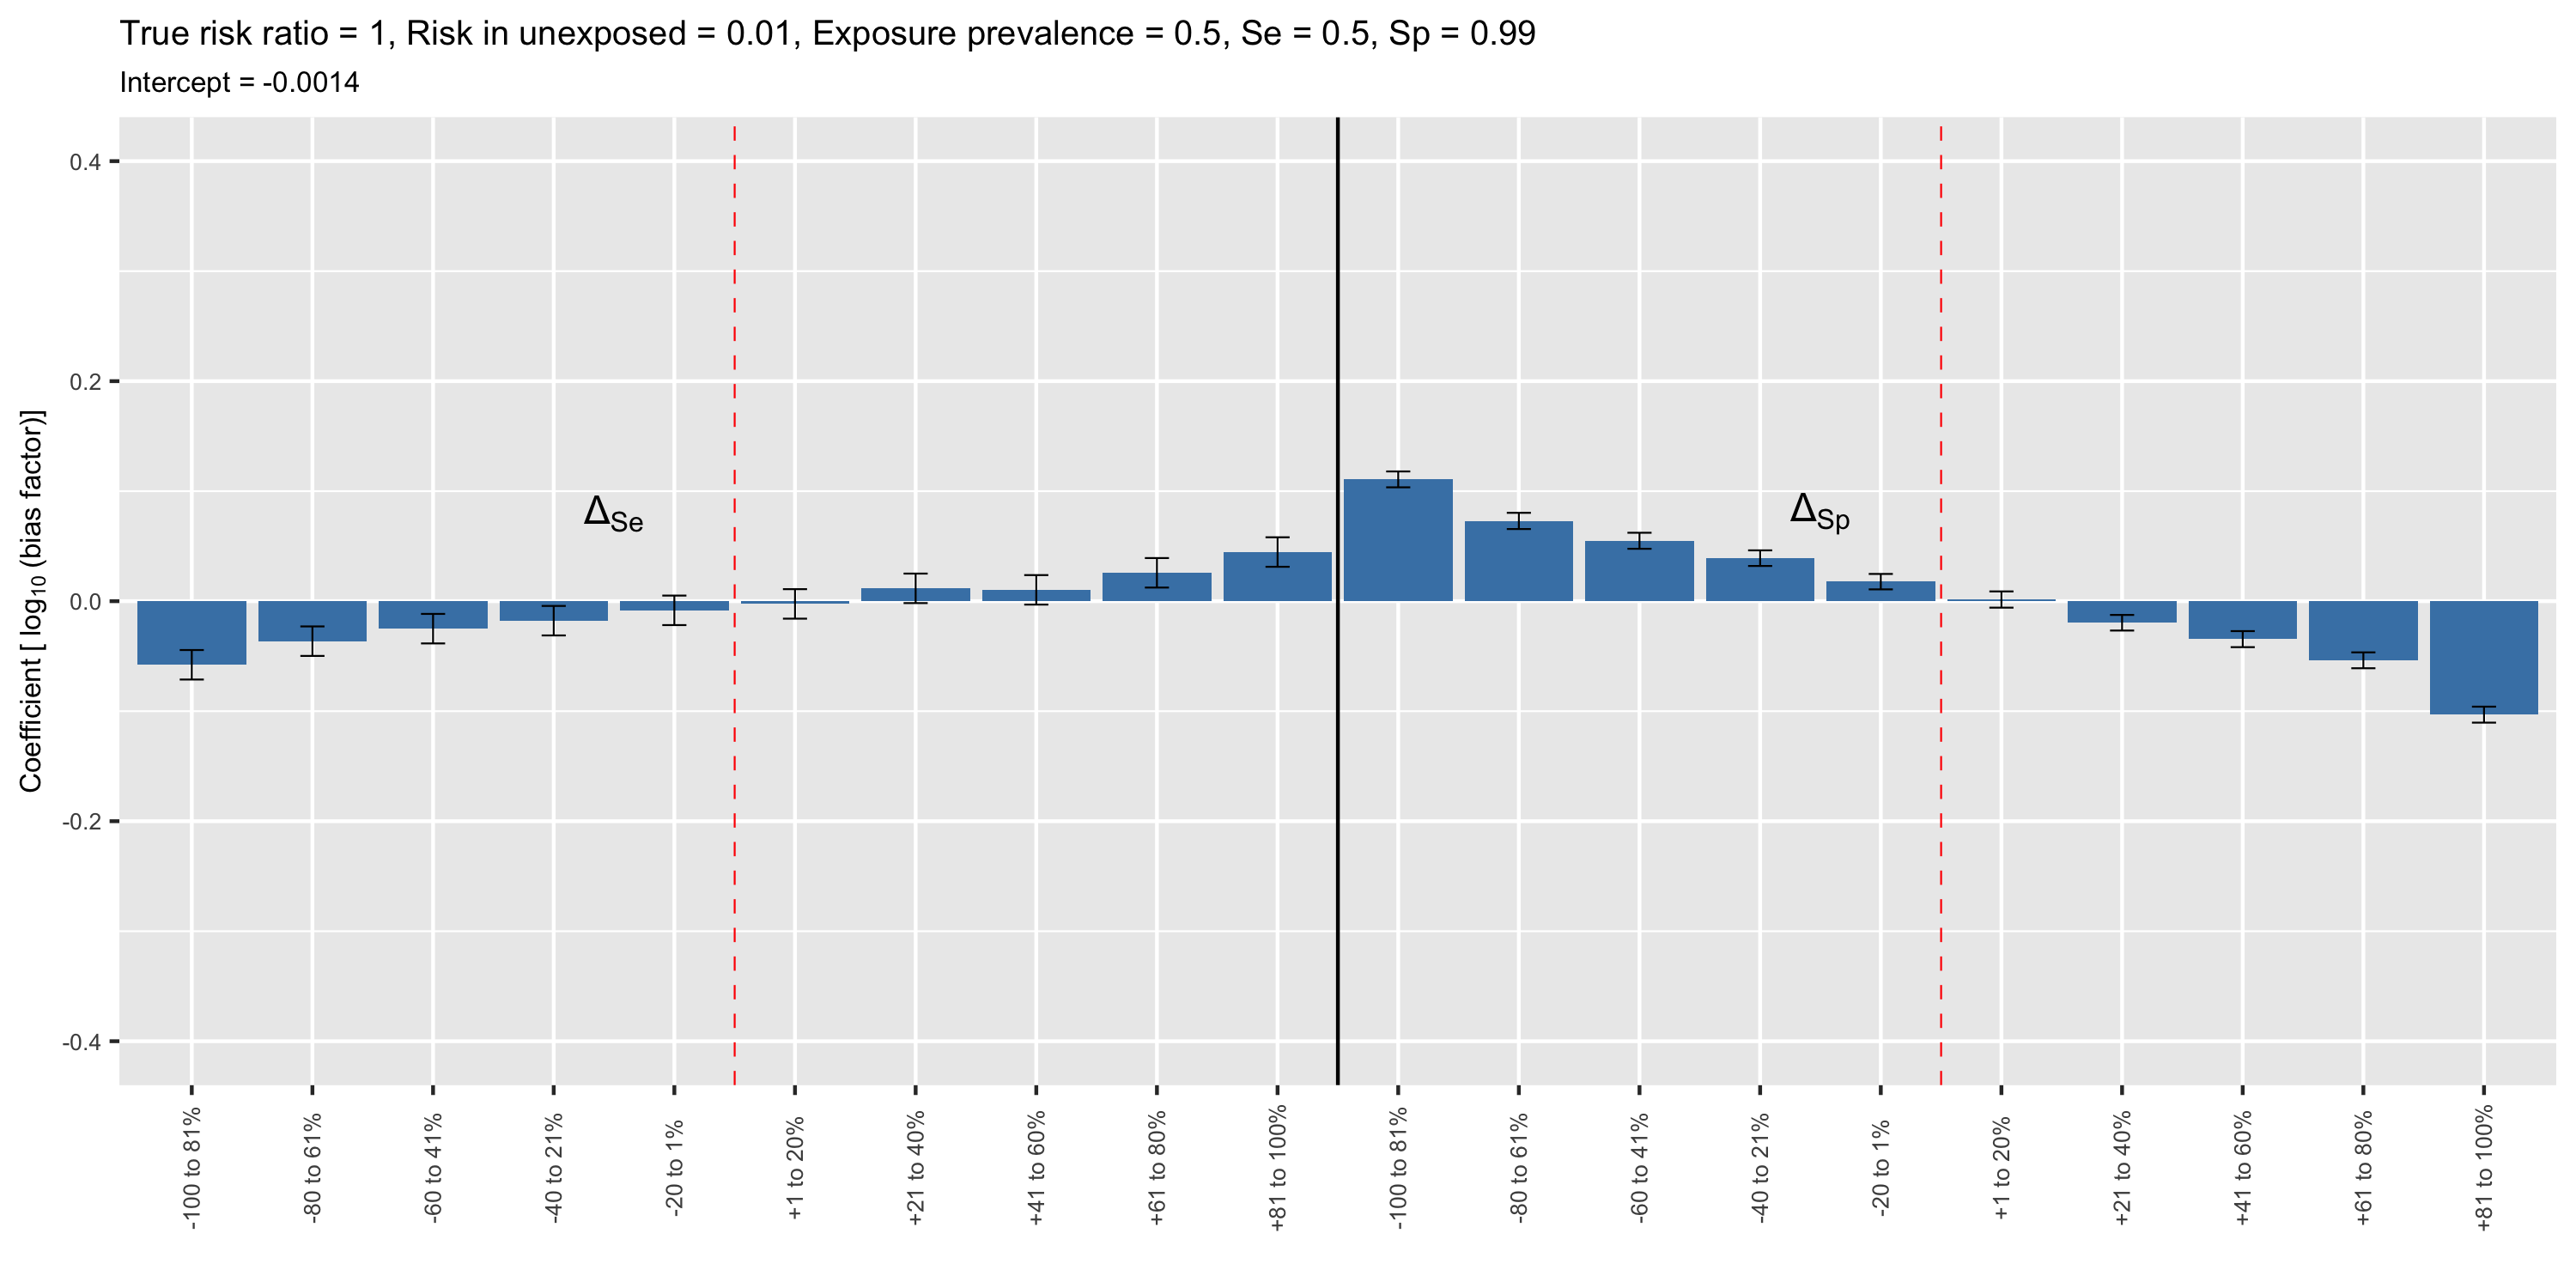 True risk ratio = 1, Risk in unexposed = 0.01, Exposure prevalence = 0.5, Se = 0.5, Sp = 0.99
Intercept = -0.0014
Coefficient [ log₁₀ (bias factor)]
0.4
0.2
0.0
-0.2
-0.4
Δ_Se
Δ_Sp
-100 to 81%
-80 to 61%
-60 to 41%
-40 to 21%
-20 to 1%
+1 to 20%
+21 to 40%
+41 to 60%
+61 to 80%
+81 to 100%
-100 to 81%
-80 to 61%
-60 to 41%
-40 to 21%
-20 to 1%
+1 to 20%
+21 to 40%
+41 to 60%
+61 to 80%
+81 to 100%